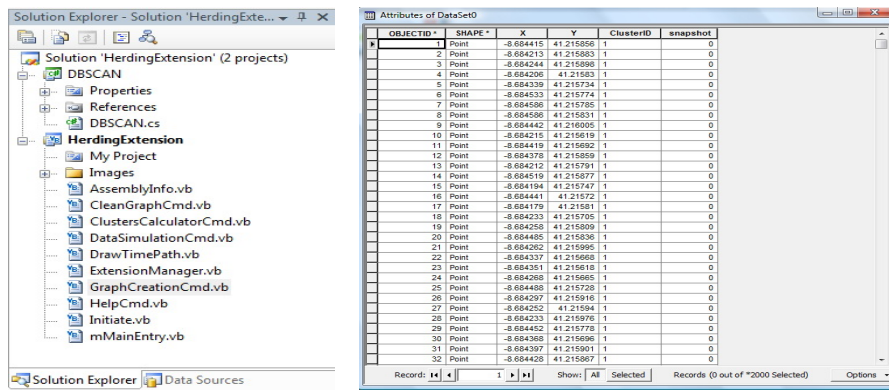 Solution Explorer - Solution 'HerdingExte...
Solution 'HerdingExtension' (2 projects)
DBSCAN
Properties
References
DBSCAN.cs
HerdingExtension
My Project
Images
AssemblyInfo.vb
CleanGraphCmd.vb
ClustersCalculatorCmd.vb
DataSimulationCmd.vb
DrawTimePath.vb
ExtensionManager.vb
GraphCreationCmd.vb
HelpCmd.vb
Initiate.vb
mMainEntry.vb
Solution Explorer Data Sources
Attributes of DataSet0
OBJECTID * SHAPE * X Y ClusterID snapshot
1 Point -8.684415 41.215856 1 0
2 Point -8.684213 41.215883 1 0
3 Point -8.684244 41.215898 1 0
4 Point -8.684206 41.21583 1 0
5 Point -8.684339 41.215734 1 0
6 Point -8.684533 41.215774 1 0
7 Point -8.684586 41.215785 1 0
8 Point -8.684586 41.215831 1 0
9 Point -8.684442 41.216005 1 0
10 Point -8.684215 41.215619 1 0
11 Point -8.684419 41.215692 1 0
12 Point -8.684378 41.215859 1 0
13 Point -8.684212 41.215791 1 0
14 Point -8.684519 41.215877 1 0
15 Point -8.684194 41.215747 1 0
16 Point -8.68441 41.21572 1 0
17 Point -8.684179 41.21581 1 0
18 Point -8.684233 41.215705 1 0
19 Point -8.684258 41.215809 1 0
20 Point -8.684485 41.215836 1 0
21 Point -8.684262 41.215995 1 0
22 Point -8.684337 41.215668 1 0
23 Point -8.684351 41.215618 1 0
24 Point -8.684268 41.215665 1 0
25 Point -8.684488 41.215728 1 0
26 Point -8.684297 41.215916 1 0
27 Point -8.684252 41.21594 1 0
28 Point -8.684233 41.215976 1 0
29 Point -8.684452 41.215778 1 0
30 Point -8.684368 41.215696 1 0
31 Point -8.684397 41.215901 1 0
32 Point -8.684428 41.215867 1 0
Record: 1 Show: All Selected Records (0 out of *2000 Selected) Options